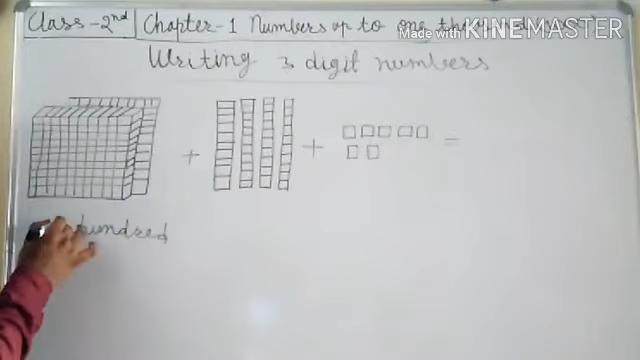 Class-2nd Chapter-1 Numbers up to one
Made with KINEMASTER
Writing 3 digit numbers
+ + =
hundred